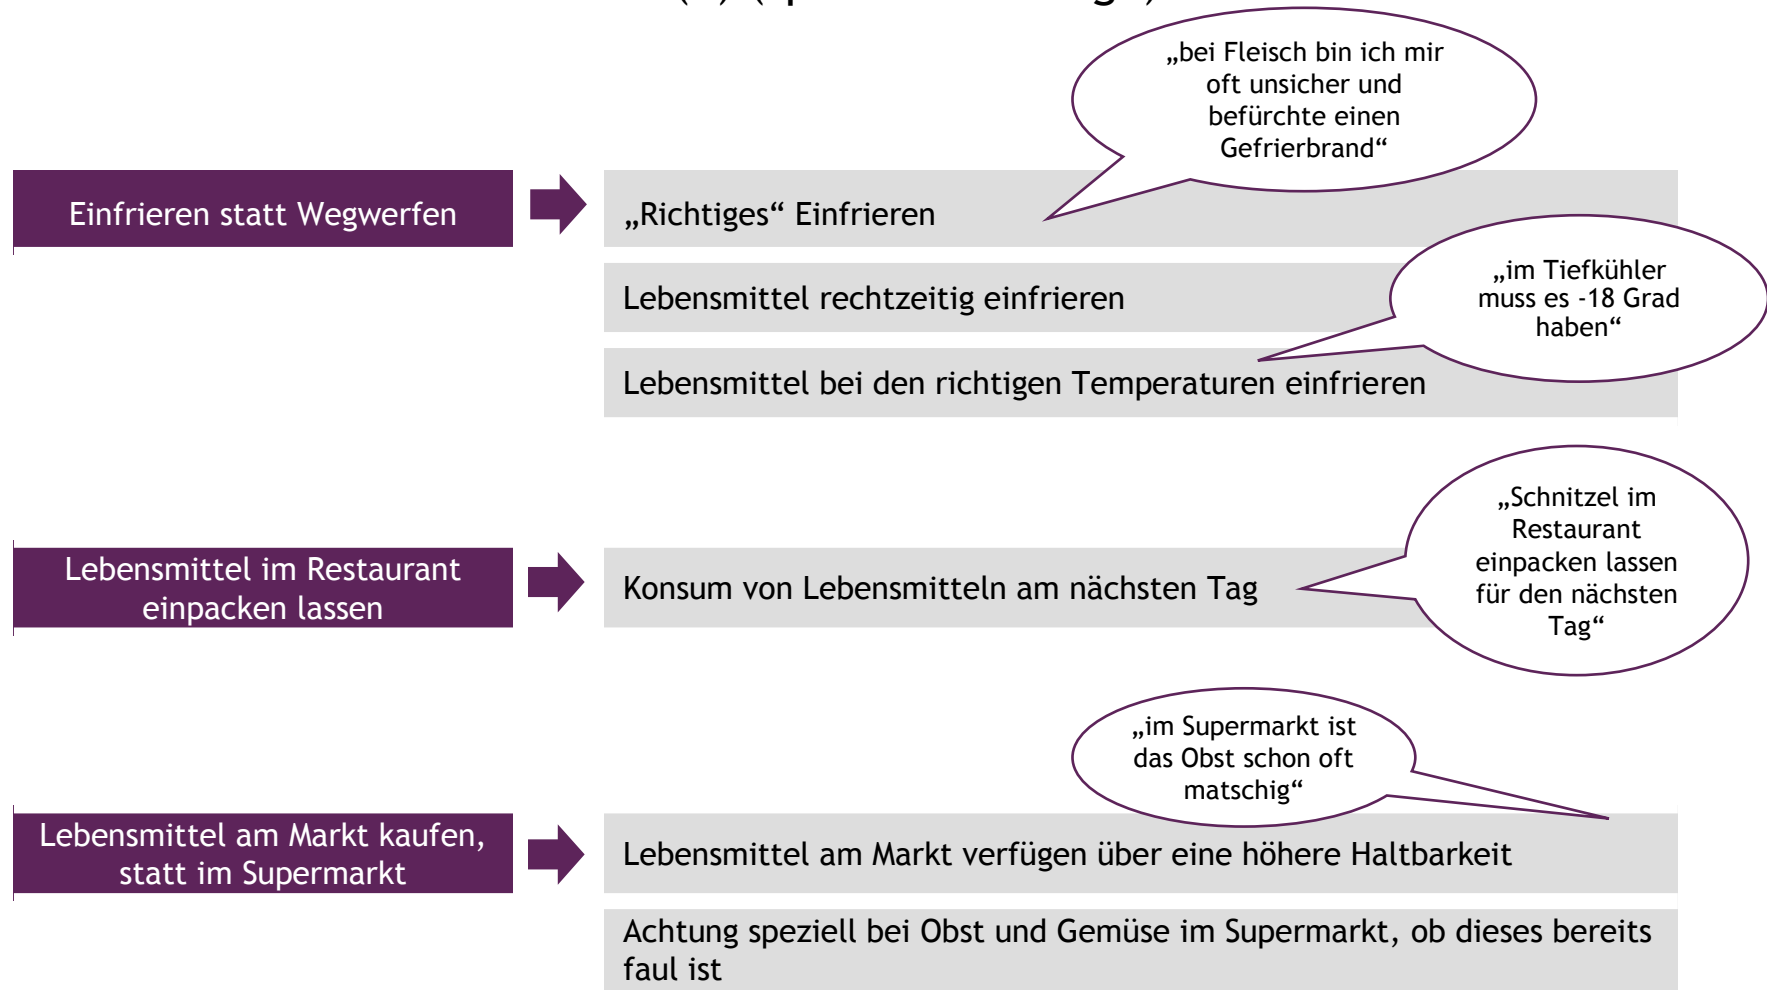 „bei Fleisch bin ich mir
oft unsicher und
befürchte einen
Gefrierbrand“
Einfrieren statt Wegwerfen
„Richtiges“ Einfrieren
„im Tiefkühler
muss es -18 Grad
haben“
Lebensmittel rechtzeitig einfrieren
Lebensmittel bei den richtigen Temperaturen einfrieren
„Schnitzel im
Restaurant
einpacken lassen
für den nächsten
Tag“
Lebensmittel im Restaurant
einpacken lassen
Konsum von Lebensmitteln am nächsten Tag
„im Supermarkt ist
das Obst schon oft
matschig“
Lebensmittel am Markt kaufen,
statt im Supermarkt
Lebensmittel am Markt verfügen über eine höhere Haltbarkeit
Achtung speziell bei Obst und Gemüse im Supermarkt, ob dieses bereits
faul ist